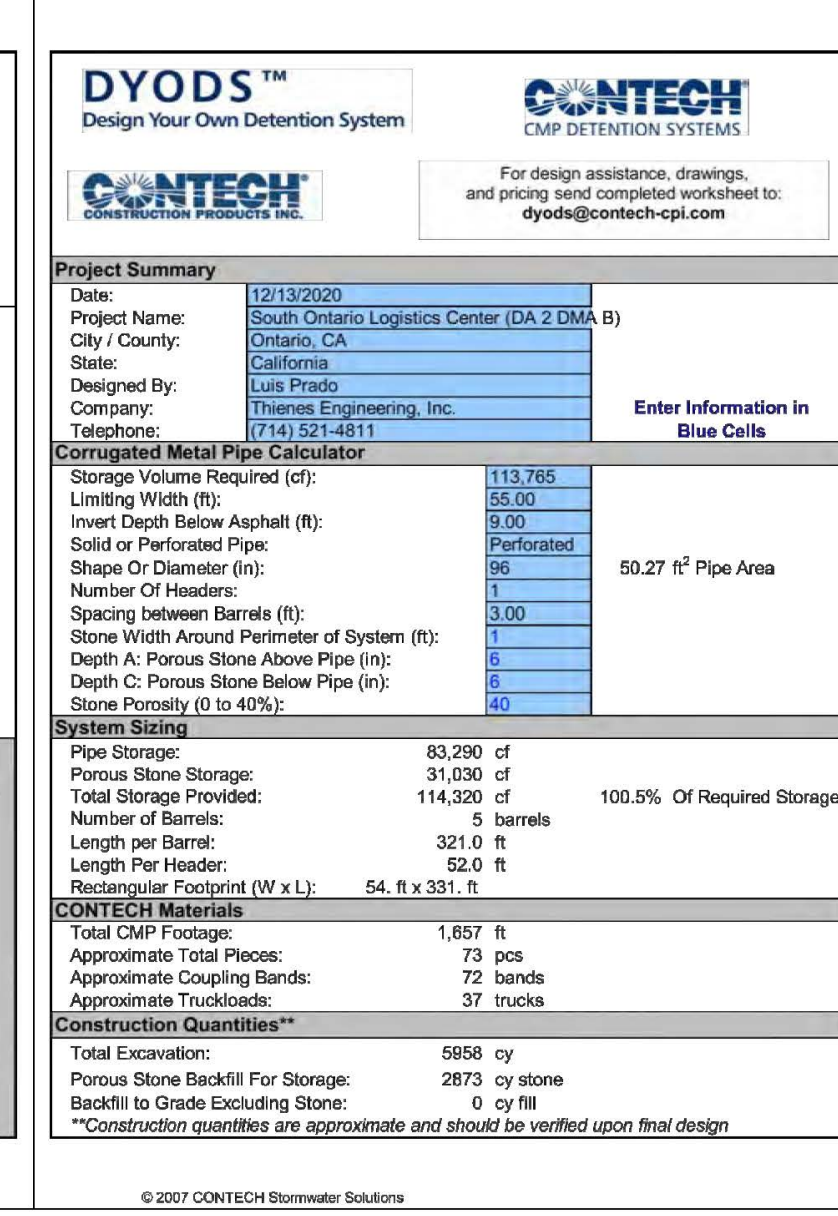 DYODS™
Design Your Own Detention System
CONTECH
CMP DETENTION SYSTEMS
CONTECH
CONSTRUCTION PRODUCTS INC.
For design assistance, drawings,
and pricing send completed worksheet to:
dyods@contech-cpi.com
Project Summary
Date: 12/13/2020
Project Name: South Ontario Logistics Center (DA 2 DMA B)
City / County: Ontario, CA
State: California
Designed By: Luis Prado
Company: Thienes Engineering, Inc. Enter Information in
Telephone: (714) 521-4811 Blue Cells
Corrugated Metal Pipe Calculator
Storage Volume Required (cf): 113,765
Limiting Width (ft): 55.00
Invert Depth Below Asphalt (ft): 9.00
Solid or Perforated Pipe: Perforated
Shape Or Diameter (in): 96 50.27 ft² Pipe Area
Number Of Headers: 1
Spacing between Barrels (ft): 3.00
Stone Width Around Perimeter of System (ft): 1
Depth A: Porous Stone Above Pipe (in): 6
Depth C: Porous Stone Below Pipe (in): 6
Stone Porosity (0 to 40%): 40
System Sizing
Pipe Storage: 83,290 cf
Porous Stone Storage: 31,030 cf
Total Storage Provided: 114,320 cf 100.5% Of Required Storage
Number of Barrels: 5 barrels
Length per Barrel: 321.0 ft
Length Per Header: 52.0 ft
Rectangular Footprint (W x L): 54. ft x 331. ft
CONTECH Materials
Total CMP Footage: 1,657 ft
Approximate Total Pieces: 73 pcs
Approximate Coupling Bands: 72 bands
Approximate Truckloads: 37 trucks
Construction Quantities**
Total Excavation: 5958 cy
Porous Stone Backfill For Storage: 2873 cy stone
Backfill to Grade Excluding Stone: 0 cy fill
**Construction quantities are approximate and should be verified upon final design
© 2007 CONTECH Stormwater Solutions